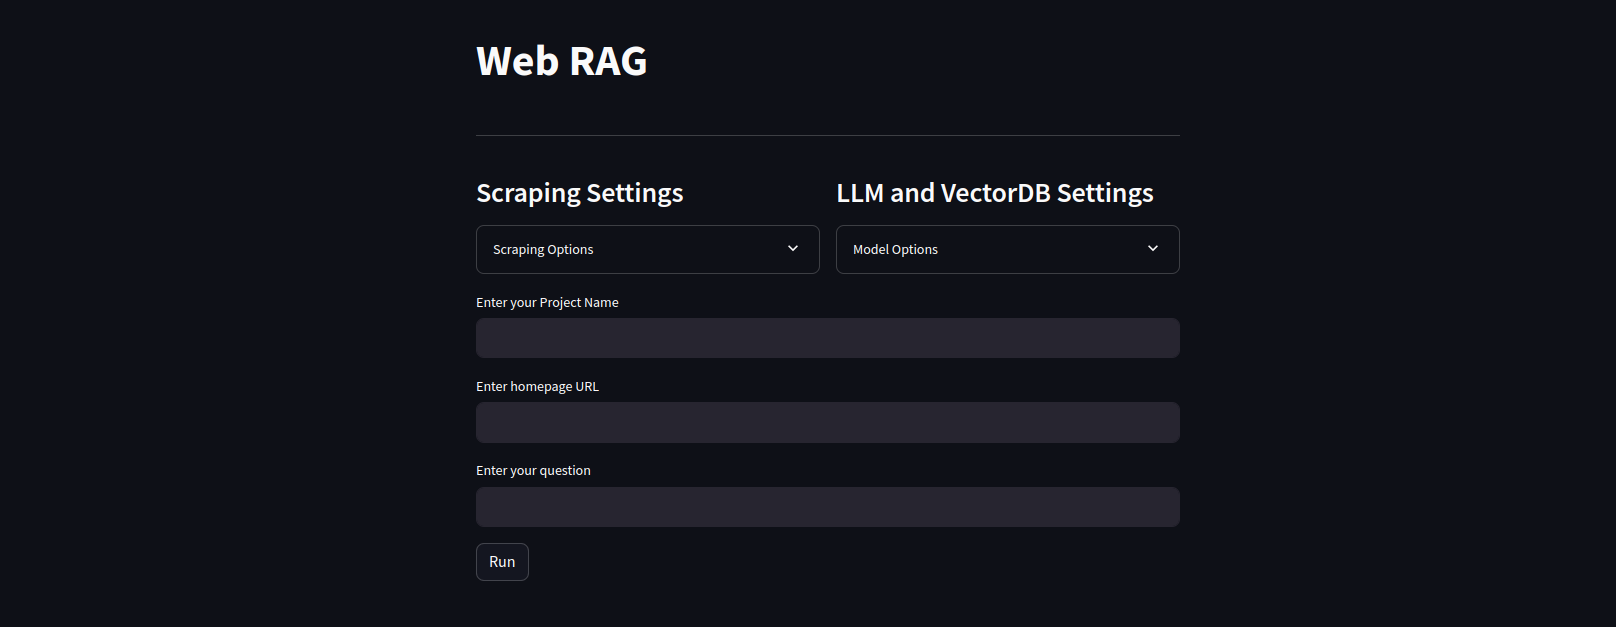 Web RAG
Scraping Settings
LLM and VectorDB Settings
Scraping Options
Model Options
Enter your Project Name
Enter homepage URL
Enter your question
Run